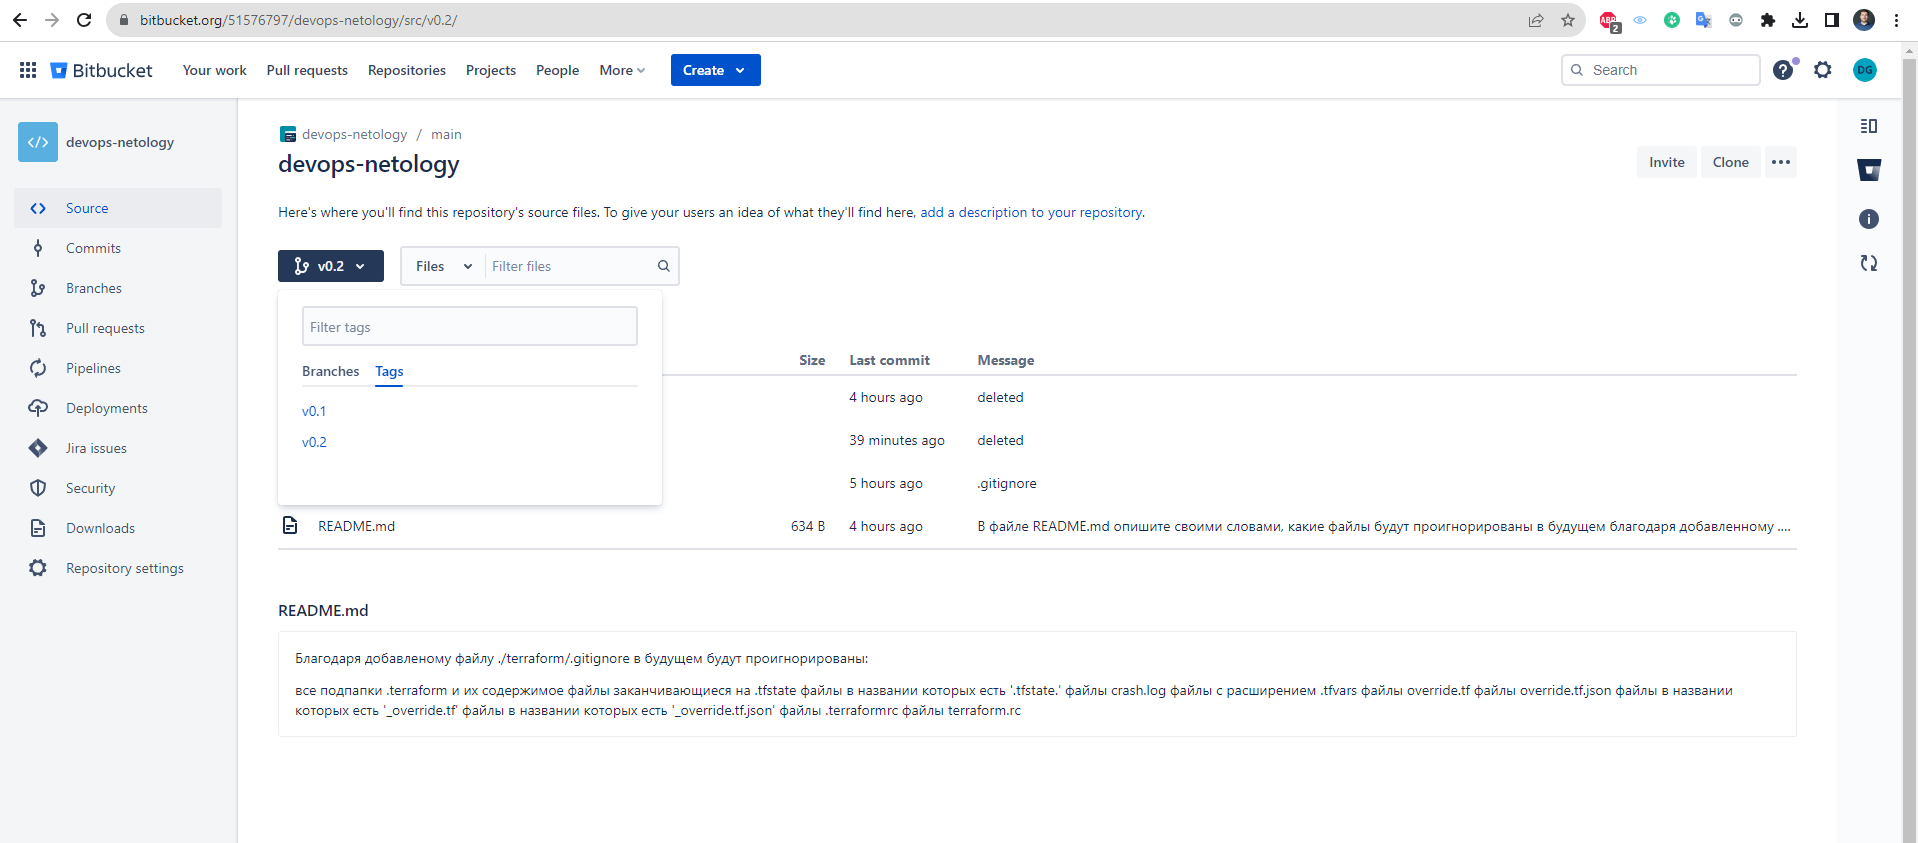 bitbucket.org/51576797/devops-netology/src/v0.2/
ABP
2
Bitbucket
Your work
Pull requests
Repositories
Projects
People
More
Create
Search
DG
devops-netology
Source
Commits
Branches
Pull requests
Pipelines
Deployments
Jira issues
Security
Downloads
Repository settings
devops-netology / main
devops-netology
Invite
Clone
Here's where you'll find this repository's source files. To give your users an idea of what they'll find here, add a description to your repository.
v0.2
Files
Filter files
Filter tags
Branches
Tags
v0.1
v0.2
Size Last commit Message
4 hours ago deleted
39 minutes ago deleted
5 hours ago .gitignore
README.md 634 B 4 hours ago В файле README.md опишите своими словами, какие файлы будут проигнорированы в будущем благодаря добавленному ....
README.md
Благодаря добавленому файлу ./terraform/.gitignore в будущем будут проигнорированы:
все подпапки .terraform и их содержимое файлы заканчивающиеся на .tfstate файлы в названии которых есть '.tfstate.' файлы crash.log файлы с расширением .tfvars файлы override.tf файлы override.tf.json файлы в названии
которых есть '_override.tf' файлы в названии которых есть '_override.tf.json' файлы .terraformrc файлы terraform.rc